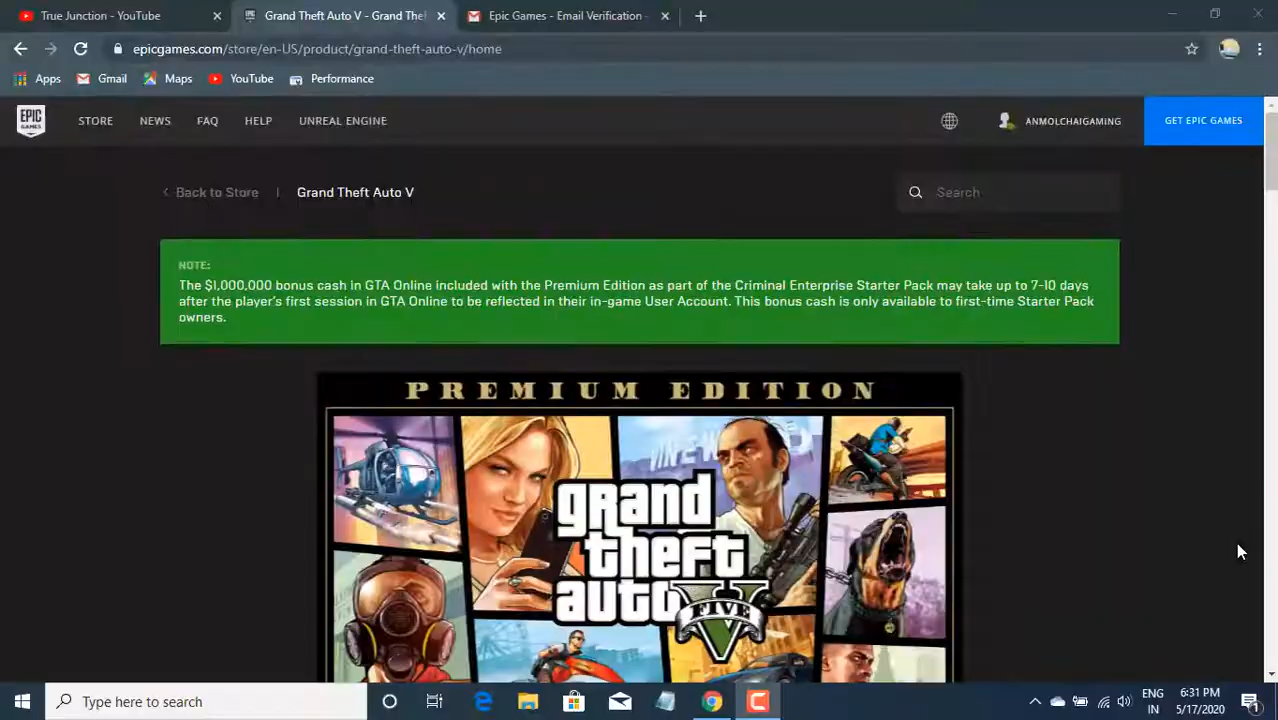 True Junction - YouTube
Grand Theft Auto V - Grand The
Epic Games - Email Verification -
epicgames.com/store/en-US/product/grand-theft-auto-v/home
Apps
Gmail
Maps
YouTube
Performance
EPIC
GAMES
STORE
NEWS
FAQ
HELP
UNREAL ENGINE
ANMOLCHAIGAMING
GET EPIC GAMES
Back to Store
Grand Theft Auto V
Search
NOTE:
The $1,000,000 bonus cash in GTA Online included with the Premium Edition as part of the Criminal Enterprise Starter Pack may take up to 7-10 days
after the player's first session in GTA Online to be reflected in their in-game User Account. This bonus cash is only available to first-time Starter Pack
owners.
PREMIUM EDITION
grand
theft
auto V
FIVE
Type here to search
ENG
IN
6:31 PM
5/17/2020
1